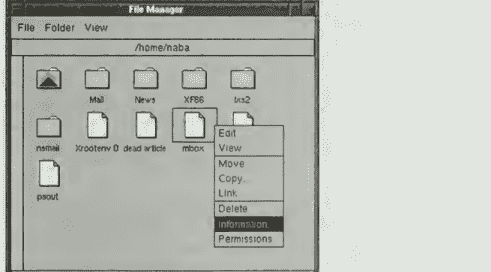 File Manager
File Folder View
/home/naba
Mail News XF86 txs2
nsmail Xrootenv.0 dead article mbox
psout
Edit
View
Move
Copy...
Link
Delete
Information...
Permissions